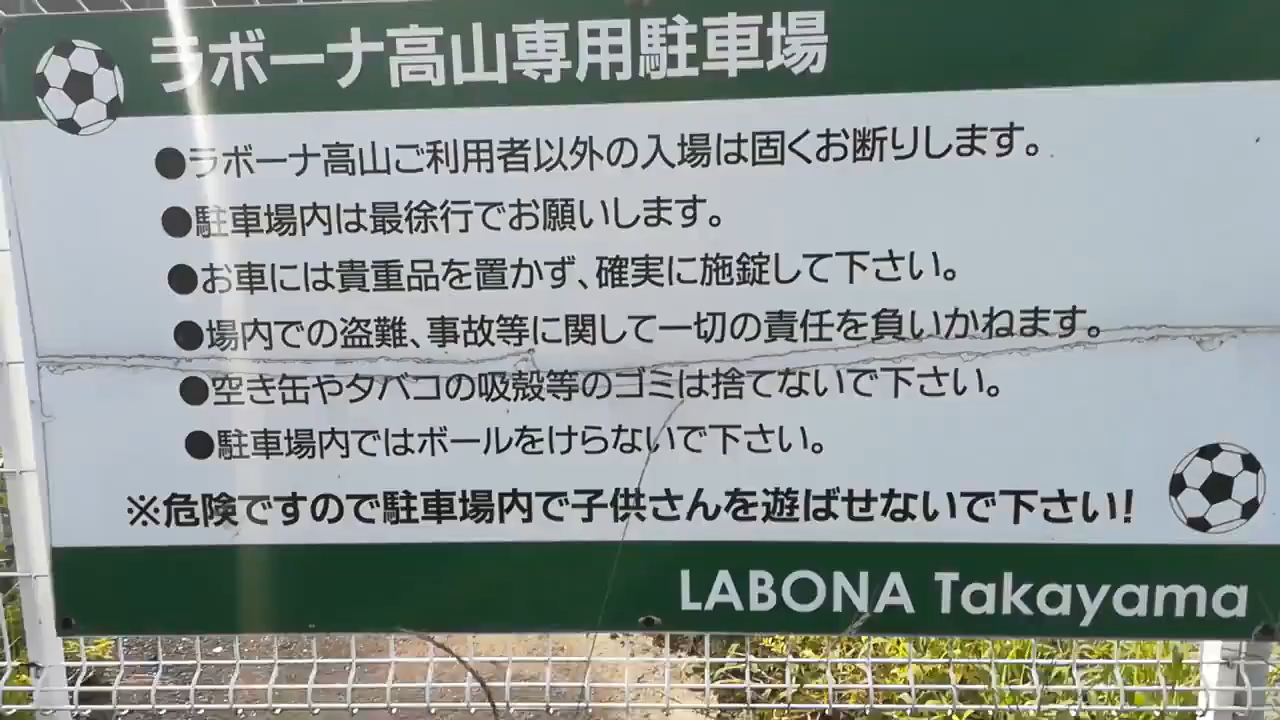 ラボーナ高山専用駐車場
●ラボーナ高山ご利用者以外の入場は固くお断りします。
●駐車場内は最徐行でお願いします。
●お車には貴重品を置かず、確実に施錠して下さい。
●場内での盗難、事故等に関して一切の責任を負いかねます。
●空き缶やタバコの吸殻等のゴミは捨てないで下さい。
●駐車場内ではボールをけらないで下さい。
※危険ですので駐車場内で子供さんを遊ばせないで下さい!
LABONA Takayama